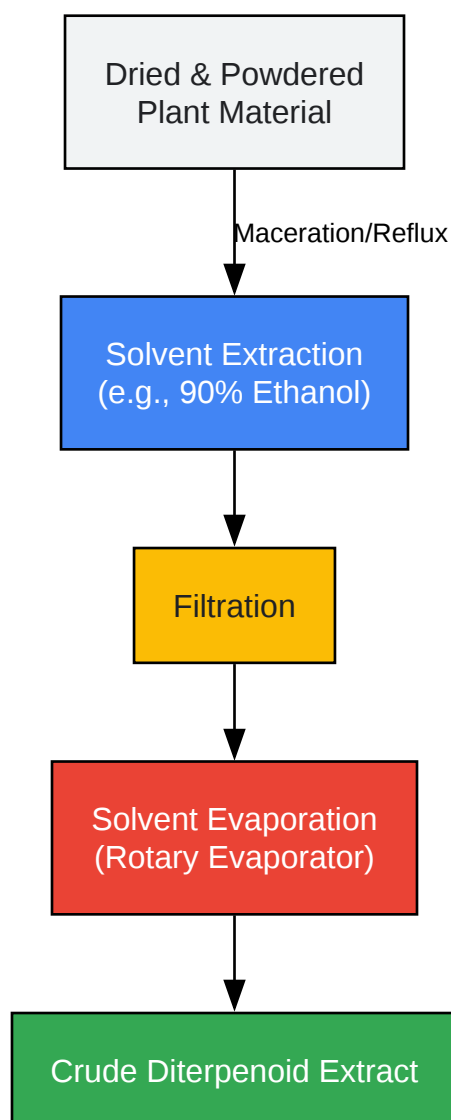 Dried & Powdered
Plant Material
Maceration/Reflux
Solvent Extraction
(e.g., 90% Ethanol)
Filtration
Solvent Evaporation
(Rotary Evaporator)
Crude Diterpenoid Extract